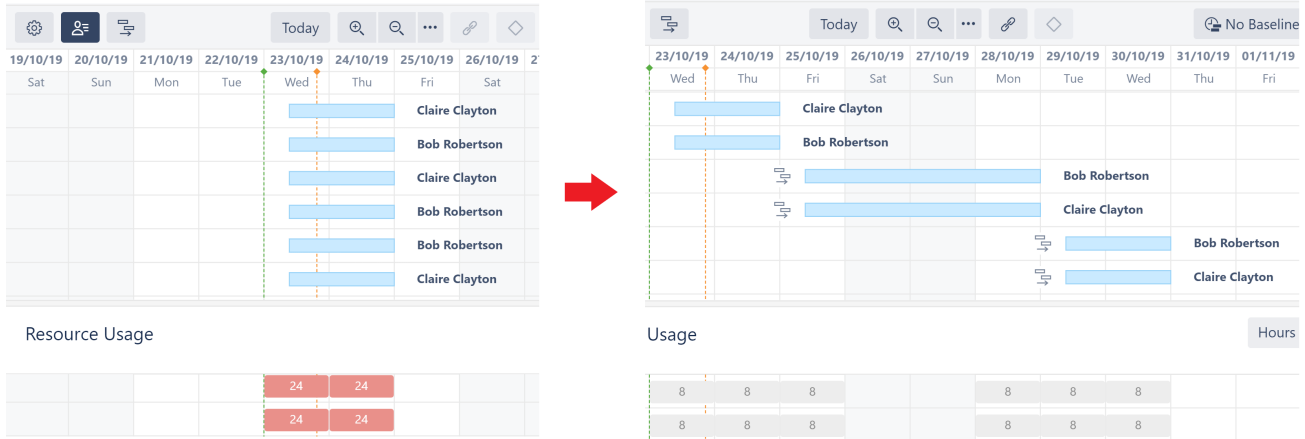 Today
19/10/19 20/10/19 21/10/19 22/10/19 23/10/19 24/10/19 25/10/19 26/10/19 27
Sat Sun Mon Tue Wed Thu Fri Sat
Claire Clayton
Bob Robertson
Claire Clayton
Bob Robertson
Bob Robertson
Claire Clayton
Resource Usage
24 24
24 24
Today No Baseline
23/10/19 24/10/19 25/10/19 26/10/19 27/10/19 28/10/19 29/10/19 30/10/19 31/10/19 01/11/19
Wed Thu Fri Sat Sun Mon Tue Wed Thu Fri
Claire Clayton
Bob Robertson
Bob Robertson
Claire Clayton
Bob Robertson
Claire Clayton
Usage Hours
8 8 8 8 8 8
8 8 8 8 8 8